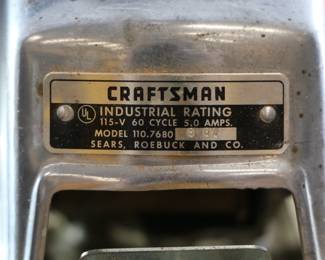 CRAFTSMAN
UL INDUSTRIAL RATING
115-V 60 CYCLE 5.0 AMPS.
MODEL 110.7680
SEARS, ROEBUCK AND CO.